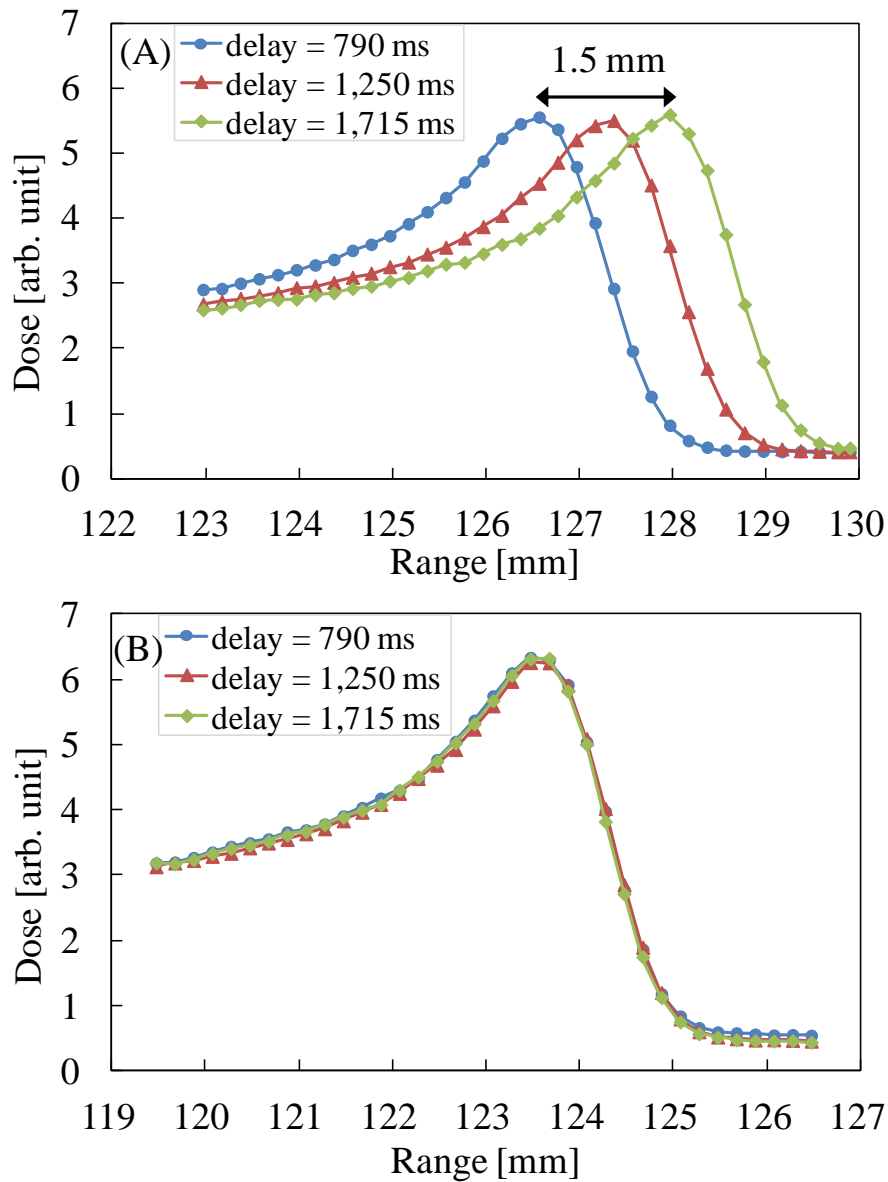 (A)
delay = 790 ms
delay = 1,250 ms
delay = 1,715 ms
1.5 mm
Dose [arb. unit]
7
6
5
4
3
2
1
0
122 123 124 125 126 127 128 129 130
Range [mm]
(B)
delay = 790 ms
delay = 1,250 ms
delay = 1,715 ms
Dose [arb. unit]
7
6
5
4
3
2
1
0
119 120 121 122 123 124 125 126 127
Range [mm]